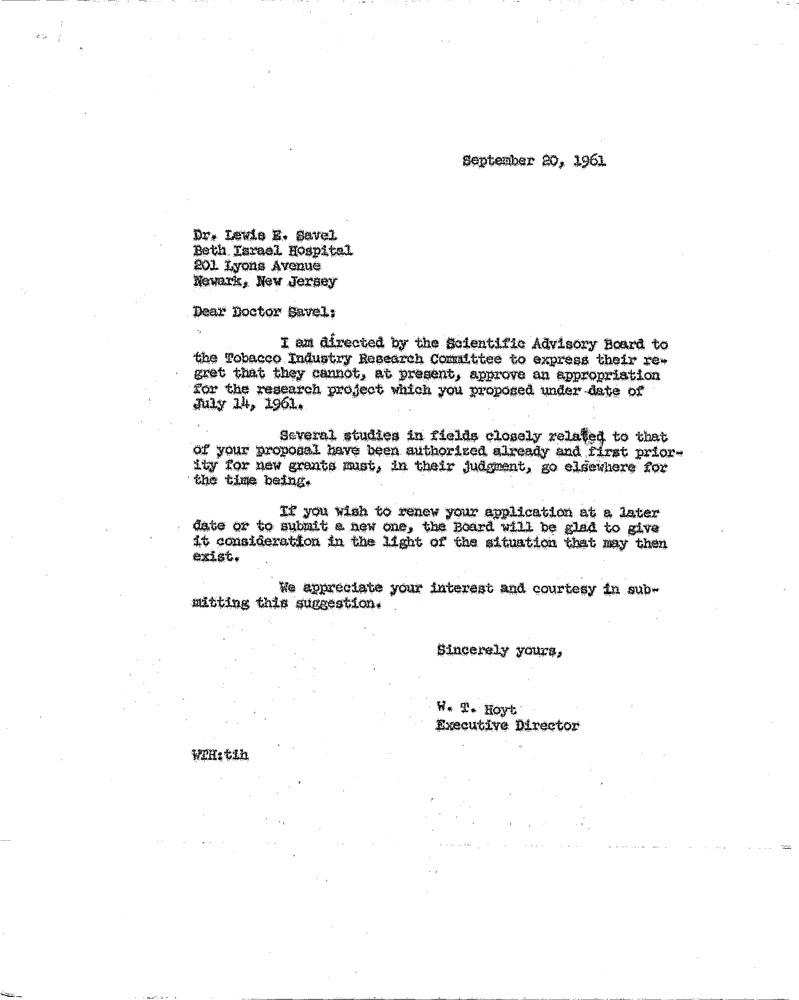 September 20, 1961
Dr. Lewis E. Savel
Beth Israel Hospital
201 Lyons Avenue
Newark, New Jersey
Dear Doctor Savel:
I am directed by the Scientific Advisory Board to
the Tobacco Industry Research Committee to express their re-
gret that they cannot, at present, approve an appropriation
for the research project which you proposed under date of
July 14, 1961.
Several studies in fields closely related to that
of your proposal have been authorized already and first prior-
ity for new grants must, in their judgment, go elsewhere for
the time being.
If you wish to renew your application at a later
date or to submit a new one, the Board will be glad to give
it consideration in the light of the situation that may then
exist.
We appreciate your interest and courtesy in sub-
mitting this suggestion.
Sincerely yours,
W. T. Hoyt
Executive Director
WTH:tih